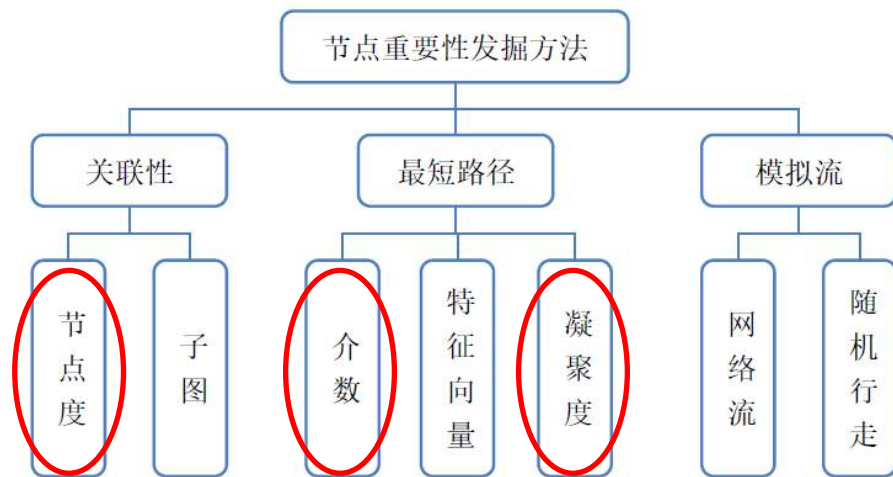 节点重要性发掘方法
关联性
最短路径
模拟流
节点度
子图
介数
特征向量
凝聚度
网络流
随机行走